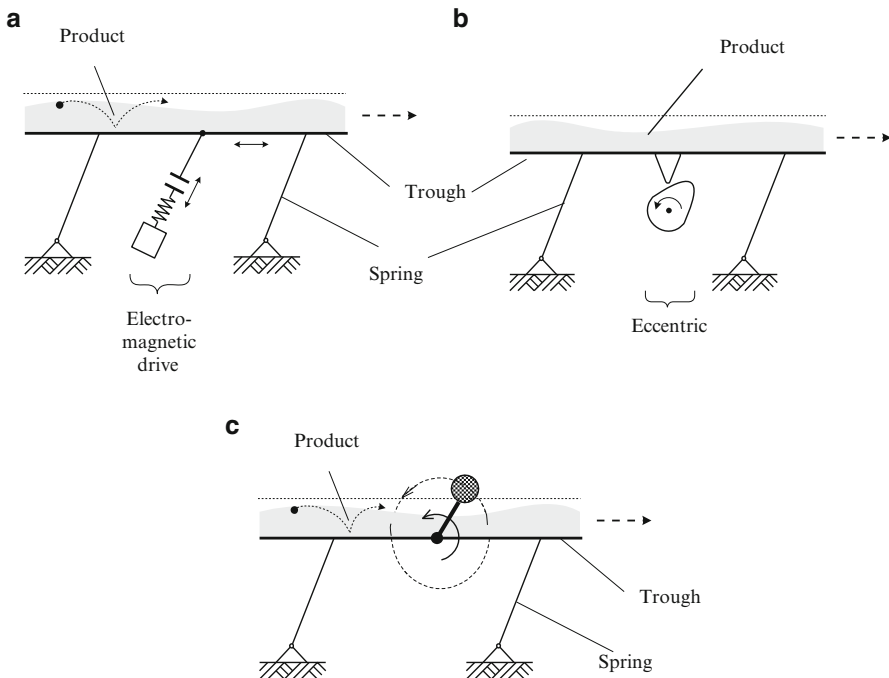 a
Product
b
Product
Trough
Spring
Electro-
magnetic
drive
Eccentric
c
Product
Trough
Spring